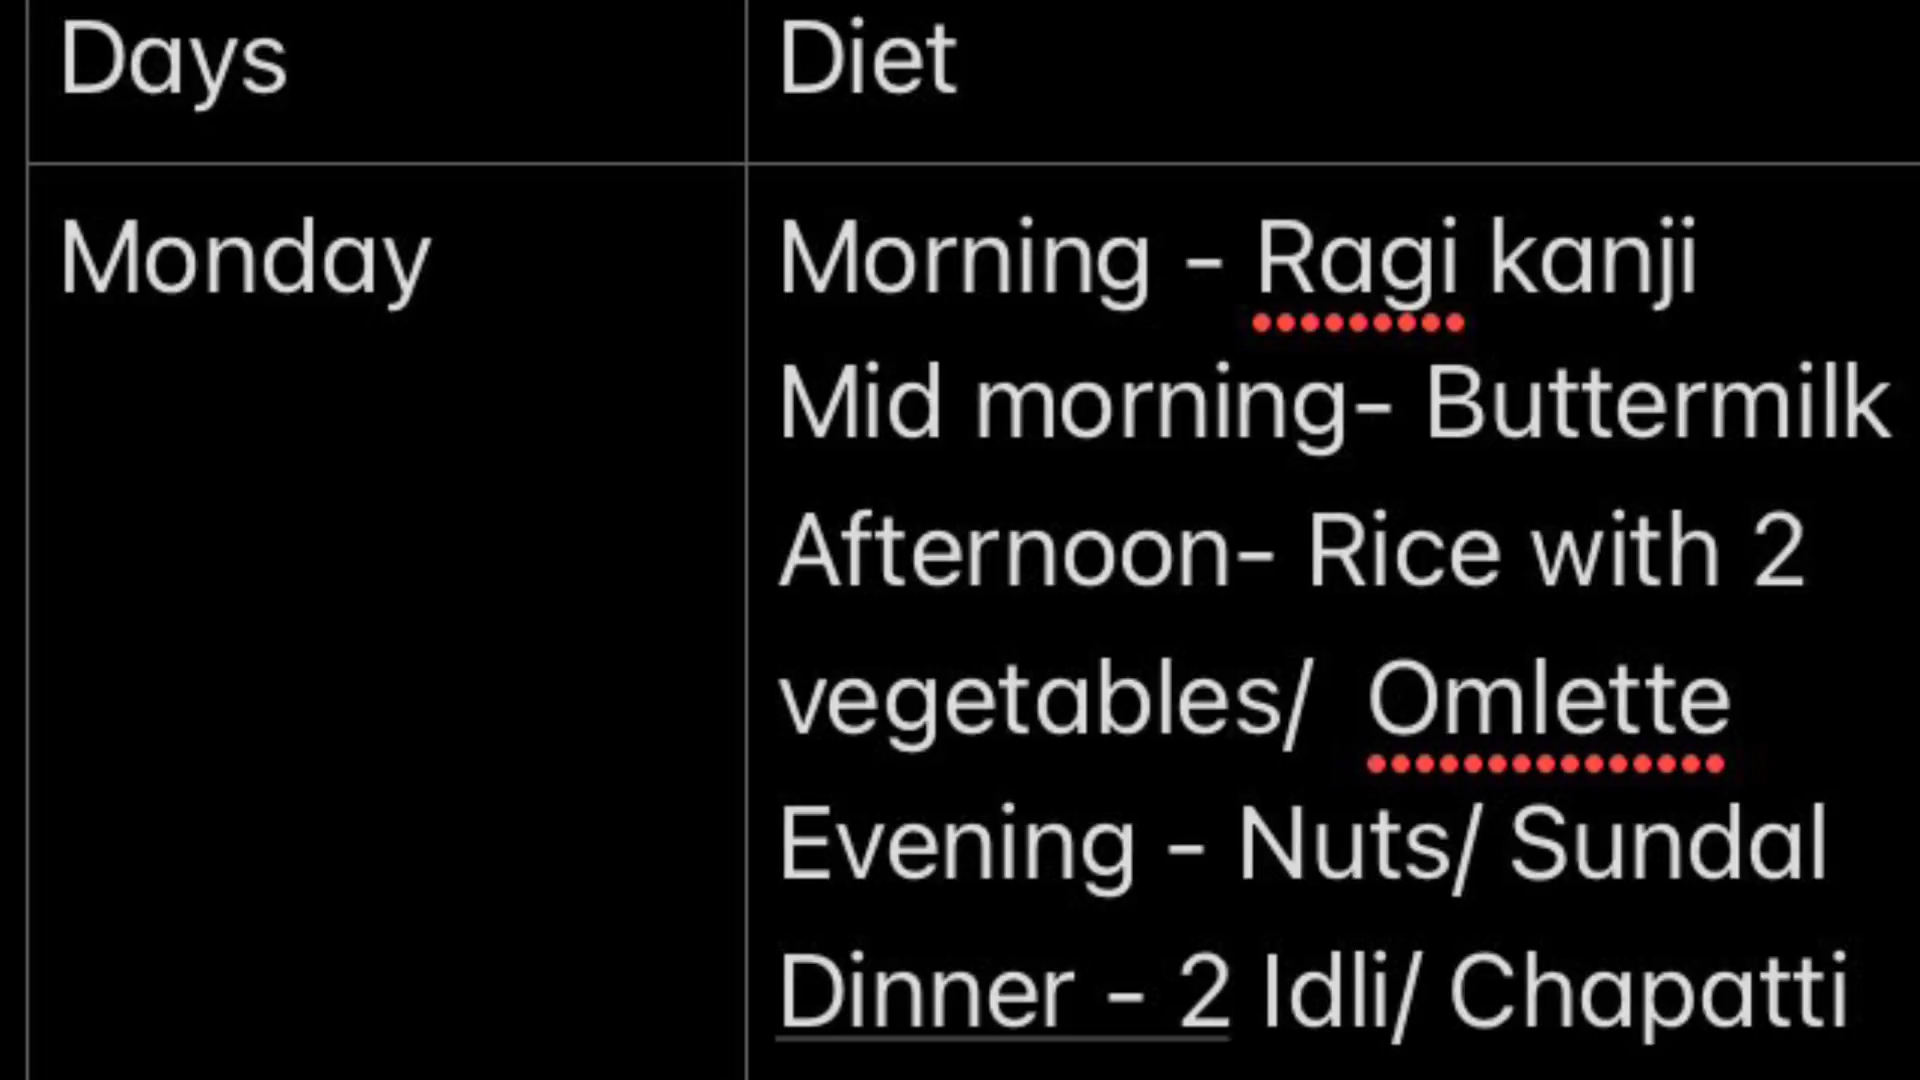 Days
Diet
Monday
Morning - Ragi kanji
Mid morning- Buttermilk
Afternoon- Rice with 2
vegetables/  Omlette
Evening - Nuts/ Sundal
Dinner - 2 Idli/ Chapatti